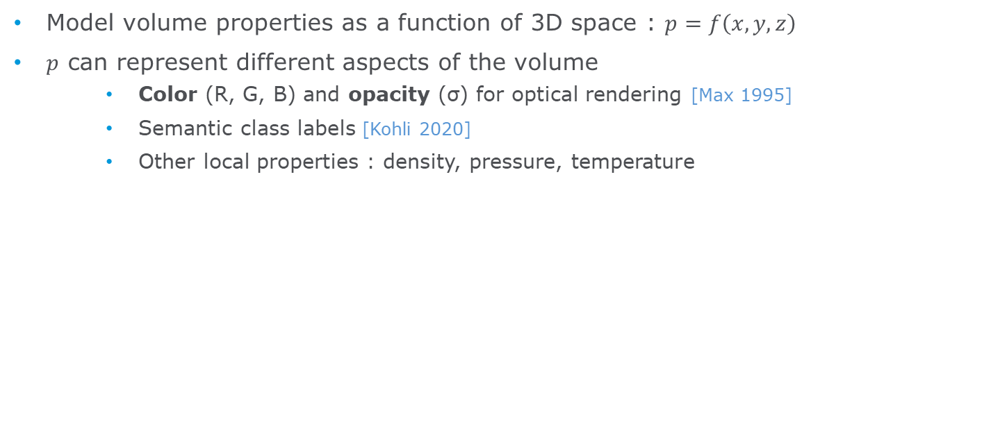 • Model volume properties as a function of 3D space : p = f(x, y, z)
• p can represent different aspects of the volume
• Color (R, G, B) and opacity (σ) for optical rendering [Max 1995]
• Semantic class labels [Kohli 2020]
• Other local properties : density, pressure, temperature